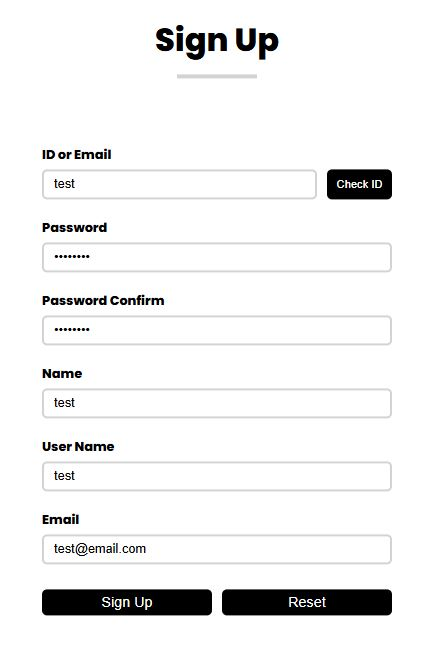 Sign Up
ID or Email
test
Check ID
Password
••••••••
Password Confirm
••••••••
Name
test
User Name
test
Email
test@email.com
Sign Up
Reset